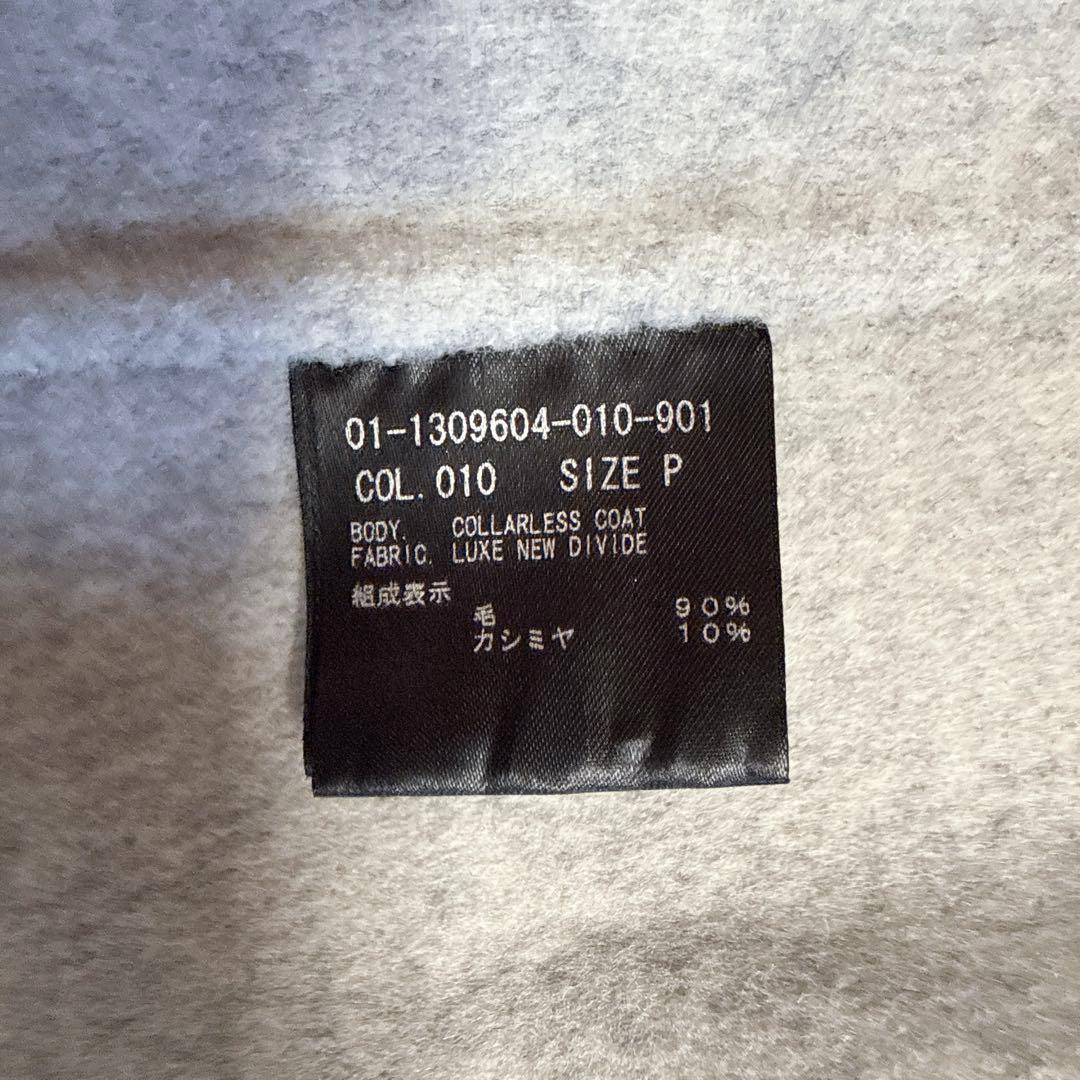 01-1309604-010-901
COL. 010 SIZE P
BODY. COLLARLESS COAT
FABRIC. LUXE NEW DIVIDE
組成表示
毛 90%
カシミヤ 10%